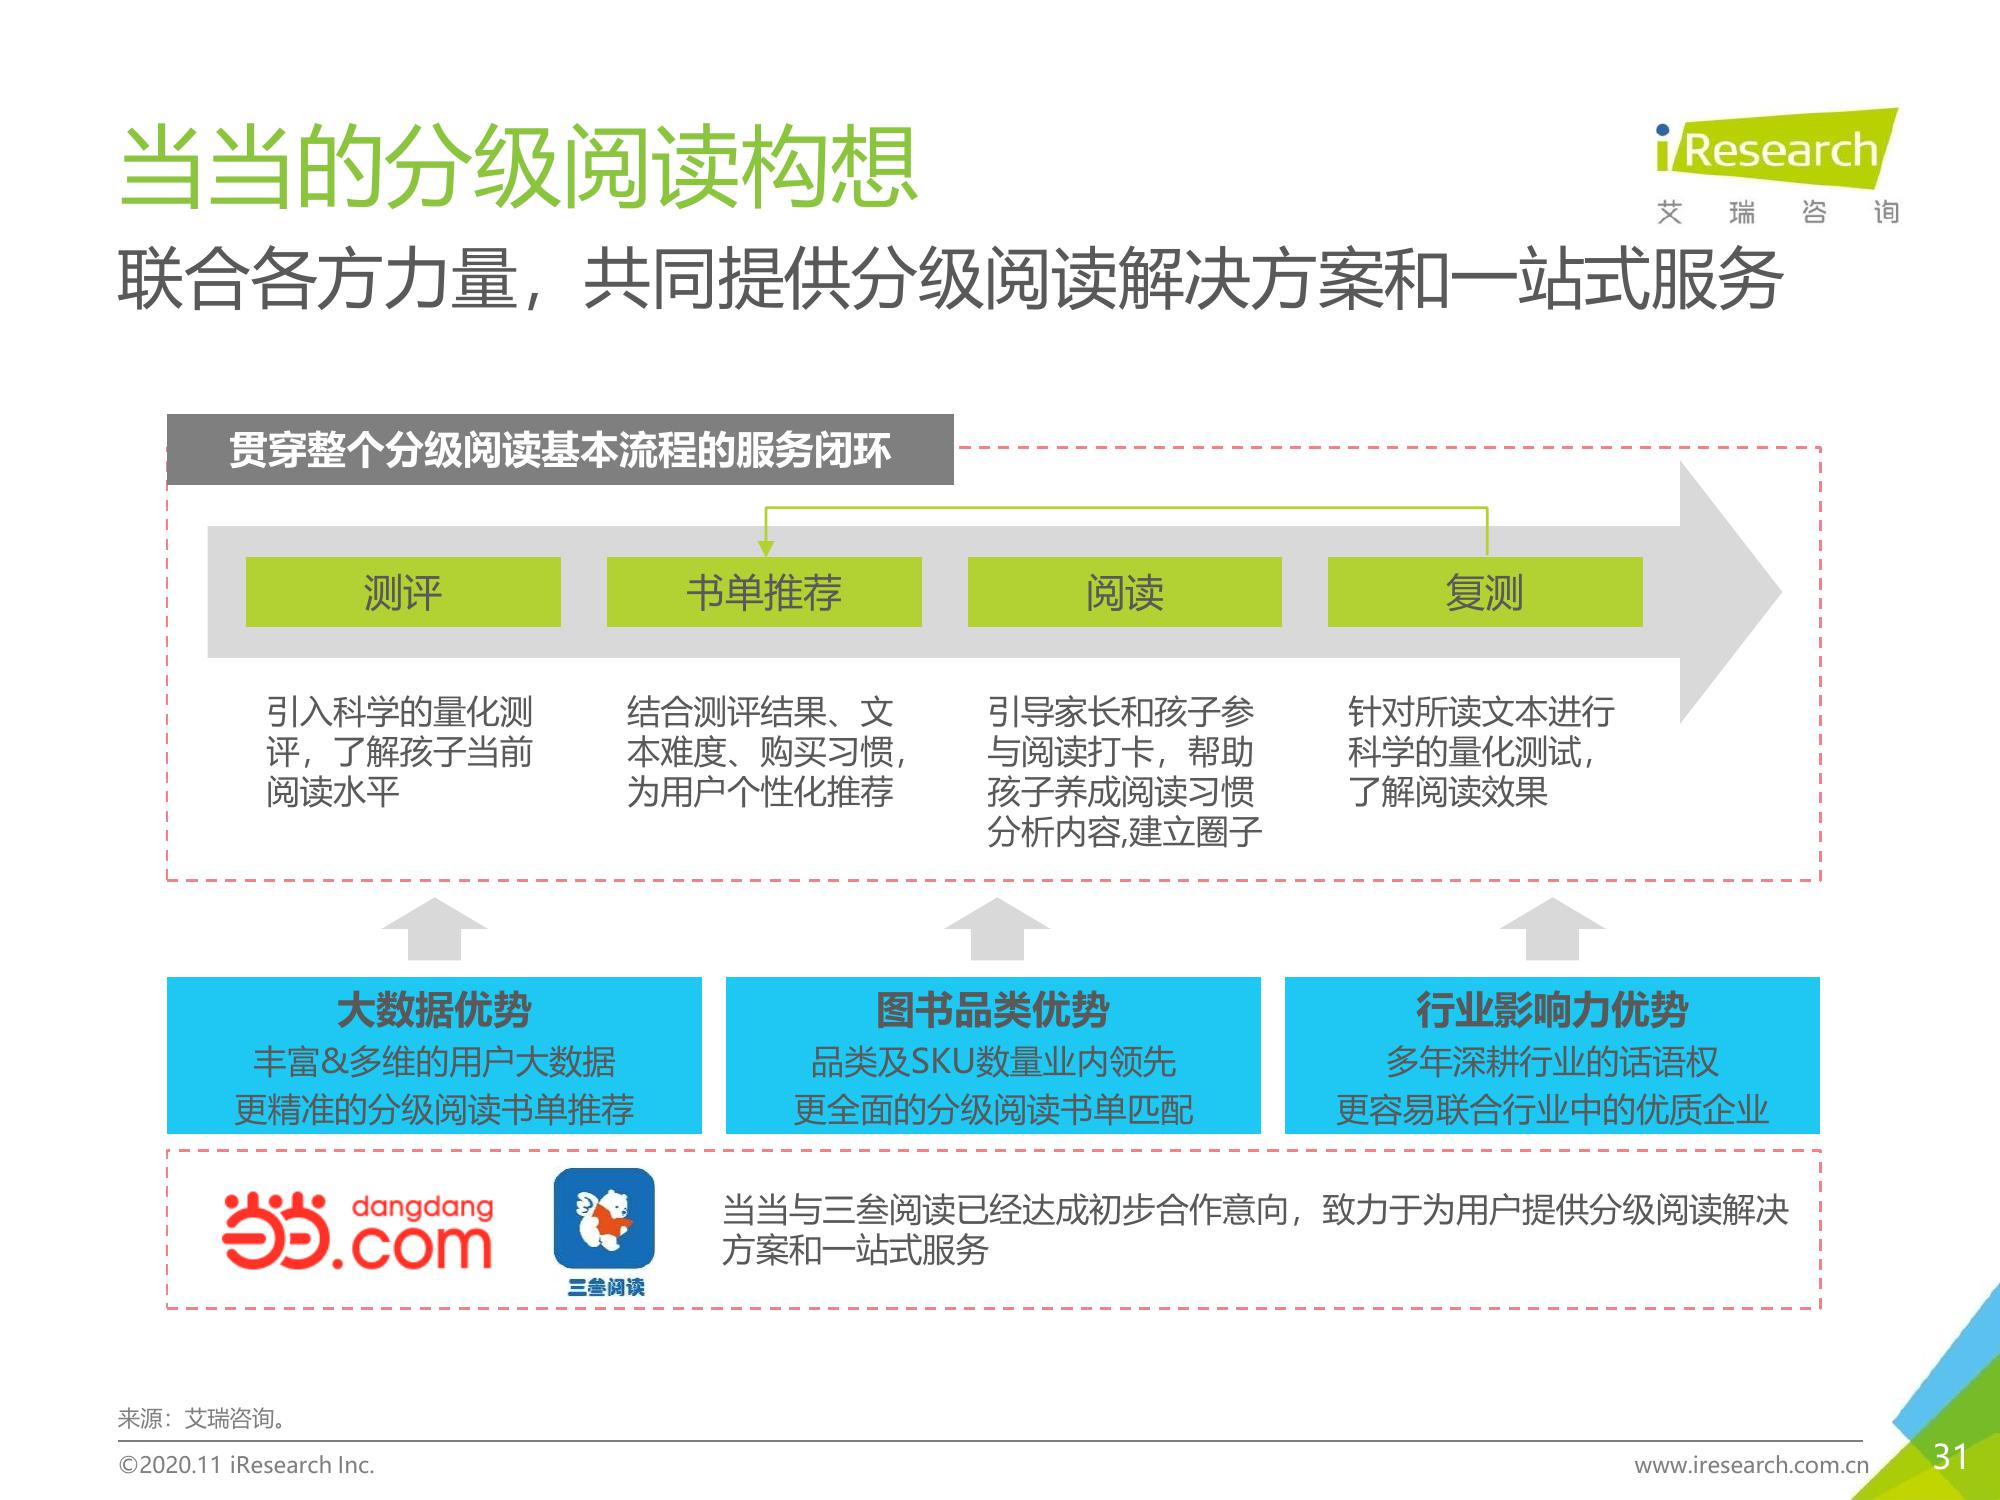 当当的分级阅读构想
iResearch
艾瑞咨询
联合各方力量，共同提供分级阅读解决方案和一站式服务
贯穿整个分级阅读基本流程的服务闭环
测评
书单推荐
阅读
复测
引入科学的量化测
评，了解孩子当前
阅读水平
结合测评结果、文
本难度、购买习惯，
为用户个性化推荐
引导家长和孩子参
与阅读打卡，帮助
孩子养成阅读习惯
分析内容,建立圈子
针对所读文本进行
科学的量化测试，
了解阅读效果
大数据优势
丰富&多维的用户大数据
更精准的分级阅读书单推荐
图书品类优势
品类及SKU数量业内领先
更全面的分级阅读书单匹配
行业影响力优势
多年深耕行业的话语权
更容易联合行业中的优质企业
当当
dangdang
.com
三叁阅读
当当与三叁阅读已经达成初步合作意向，致力于为用户提供分级阅读解决
方案和一站式服务
来源：艾瑞咨询。
©2020.11 iResearch Inc.
www.iresearch.com.cn
31